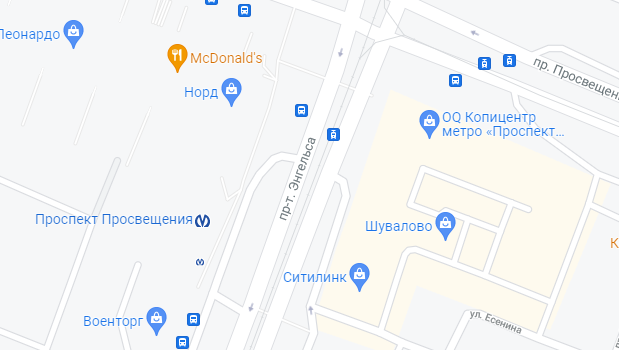 Леонардо
McDonald's
Норд
пр. Просвещения
OQ Копицентр
метро «Проспект...
пр-т. Энгельса
Проспект Просвещения
Шувалово
К
Ситилинк
Военторг
ул. Есенина